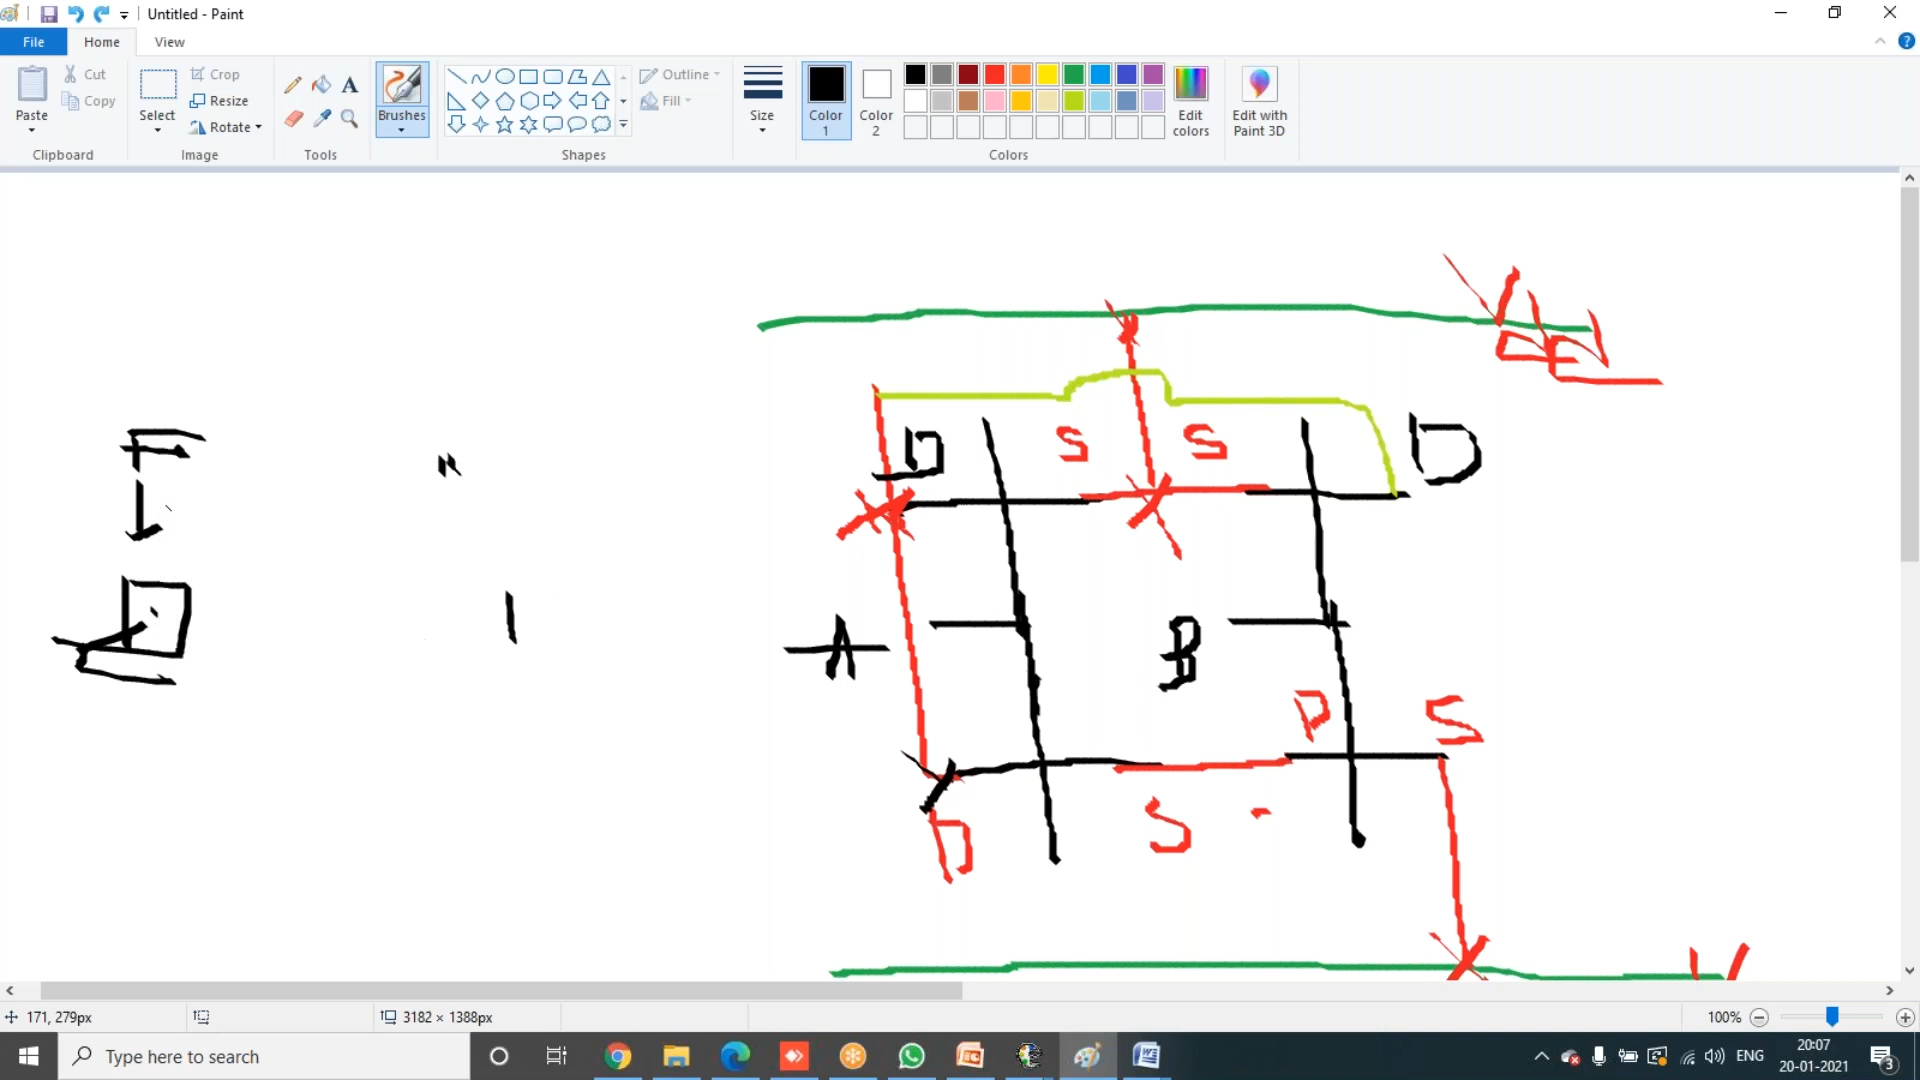 Untitled - Paint
File
Home
View
Paste
Cut
Copy
Clipboard
Select
Crop
Resize
Rotate
Image
Tools
Brushes
Shapes
Outline
Fill
Size
Color 1
Color 2
Edit colors
Edit with Paint 3D
Colors
D
S
S
D
A
B
P
S
D
S
171, 279px
3182 × 1388px
100%
Type here to search
ENG
20:07
20-01-2021
3